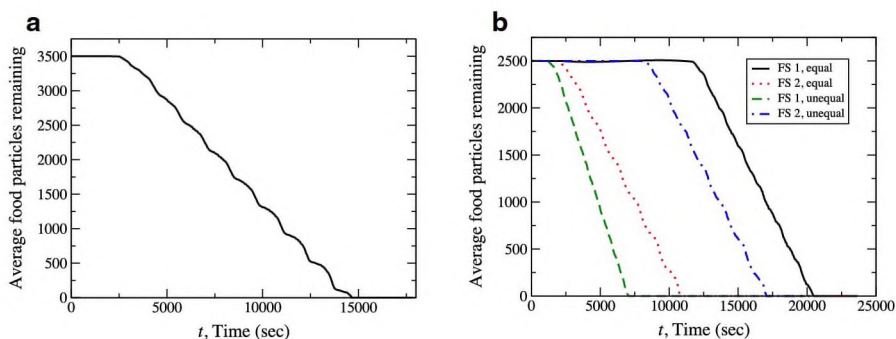 a
Average food particles remaining
3500
3000
2500
2000
1500
1000
500
0
0
5000
10000
15000
t, Time (sec)
b
Average food particles remaining
2500
2000
1500
1000
500
0
0
5000
10000
15000
20000
25000
t, Time (sec)
FS 1, equal
FS 2, equal
FS 1, unequal
FS 2, unequal